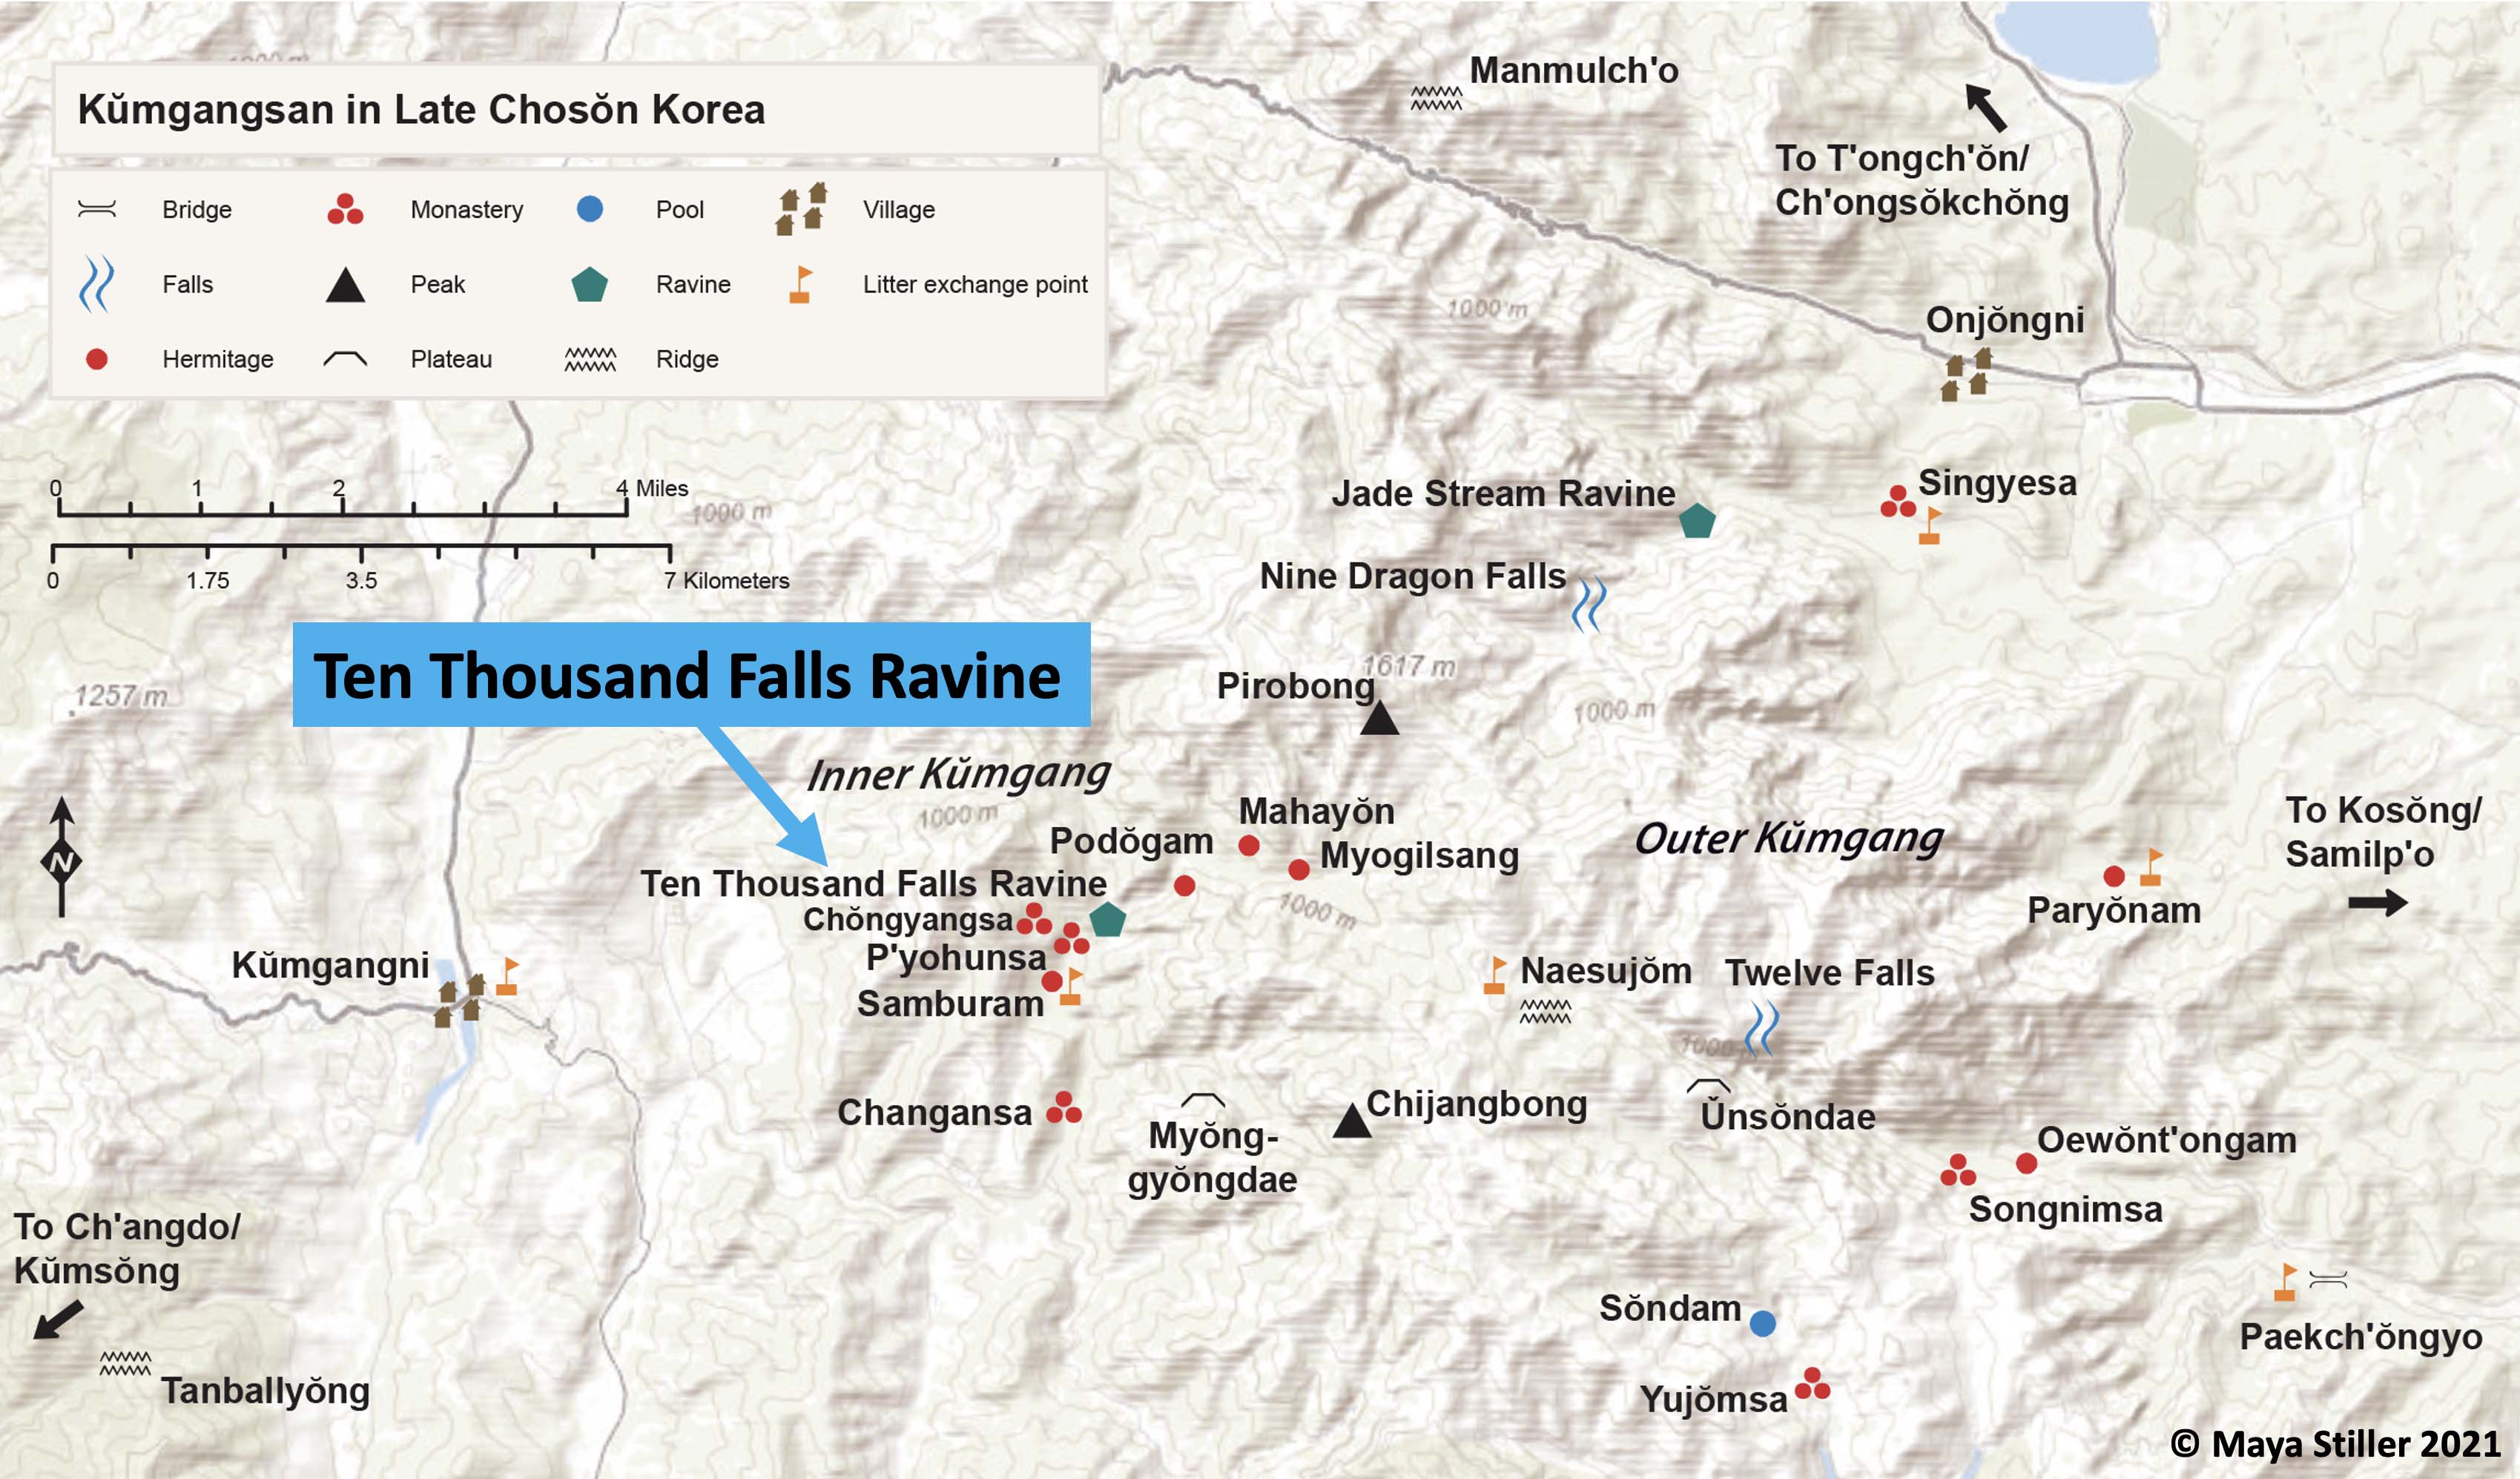 Kŭmgangsan in Late Chosŏn Korea
Bridge
Monastery
Pool
Village
Falls
Peak
Ravine
Litter exchange point
Hermitage
Plateau
Ridge
0 1 2 4 Miles
0 1.75 3.5 7 Kilometers
1000 m
Manmulch'o
To T'ongch'ŏn/
Ch'ongsŏkchŏng
1000 m
Onjŏngni
1000 m
Jade Stream Ravine
Singyesa
Nine Dragon Falls
Ten Thousand Falls Ravine
1257 m
1617 m
Pirobong
1000 m
Inner Kŭmgang
1000 m
Mahayŏn
Podŏgam
Myogilsang
Outer Kŭmgang
To Kosŏng/
Samilp'o
N
Ten Thousand Falls Ravine
1000 m
Chŏngyangsa
Paryŏnam
P'yohunsa
Kŭmgangni
Samburam
Naesujŏm
Twelve Falls
1000
Changansa
Myŏng-
gyŏngdae
Chijangbong
Ŭnsŏndae
Oewŏnt'ongam
Songnimsa
To Ch'angdo/
Kŭmsŏng
Sŏndam
Paekch'ŏngyo
Tanballyŏng
Yujŏmsa
© Maya Stiller 2021